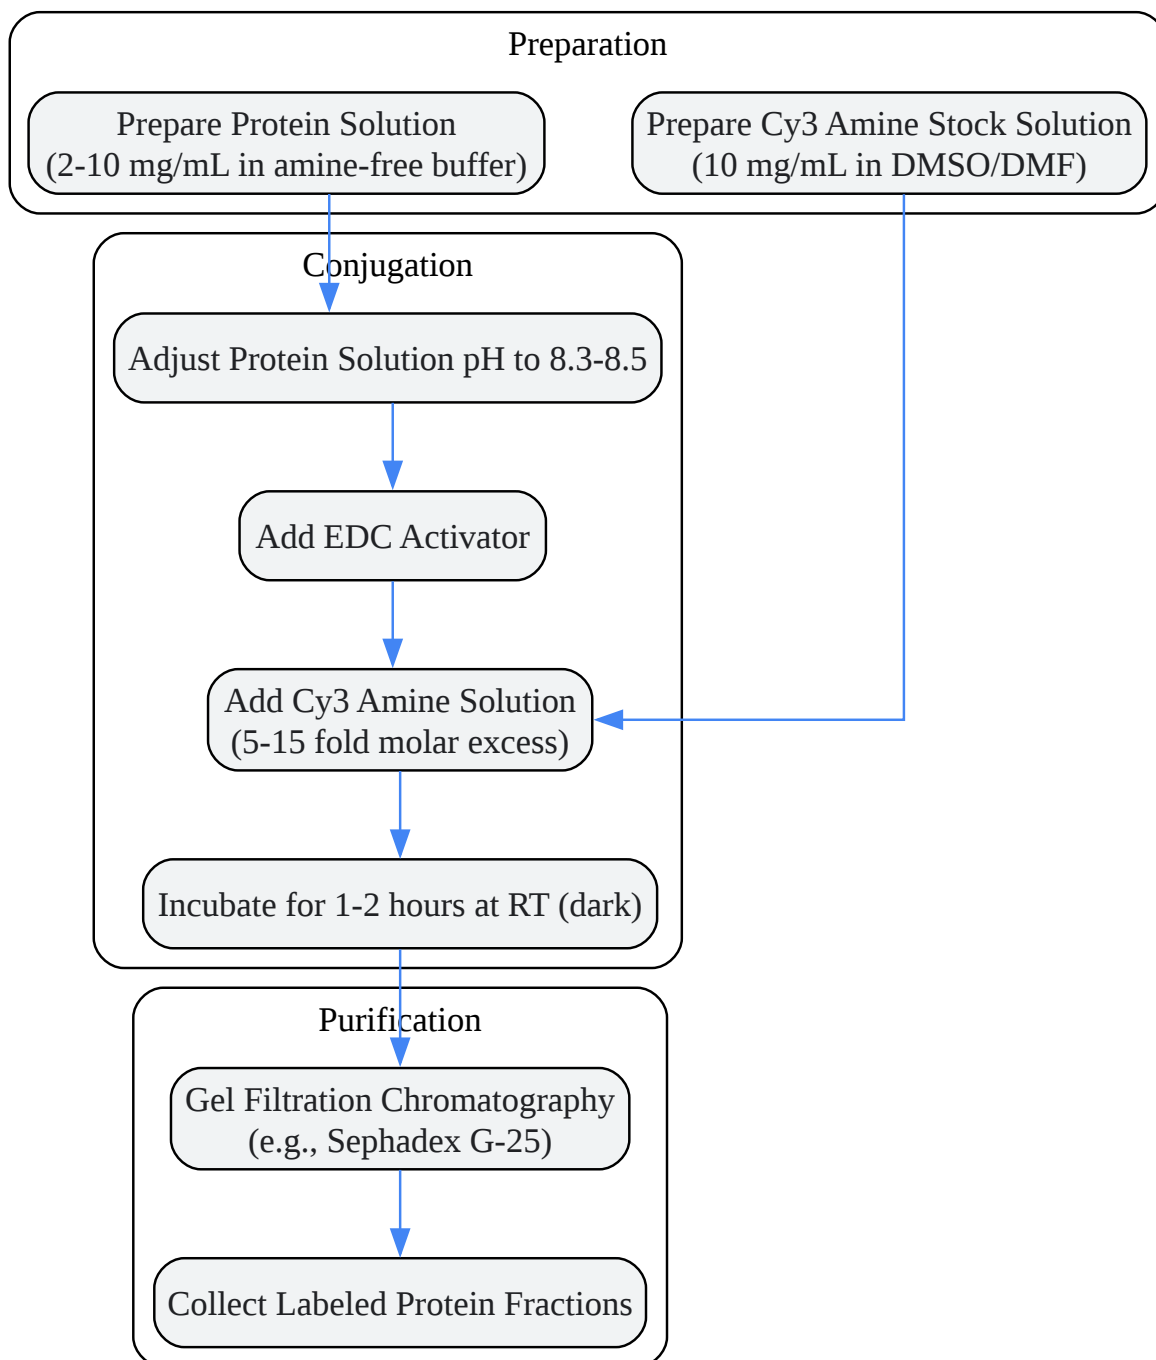 Preparation
Prepare Protein Solution
(2-10 mg/mL in amine-free buffer)
Prepare Cy3 Amine Stock Solution
(10 mg/mL in DMSO/DMF)
Conjugation
Adjust Protein Solution pH to 8.3-8.5
Add EDC Activator
Add Cy3 Amine Solution
(5-15 fold molar excess)
Incubate for 1-2 hours at RT (dark)
Purification
Gel Filtration Chromatography
(e.g., Sephadex G-25)
Collect Labeled Protein Fractions